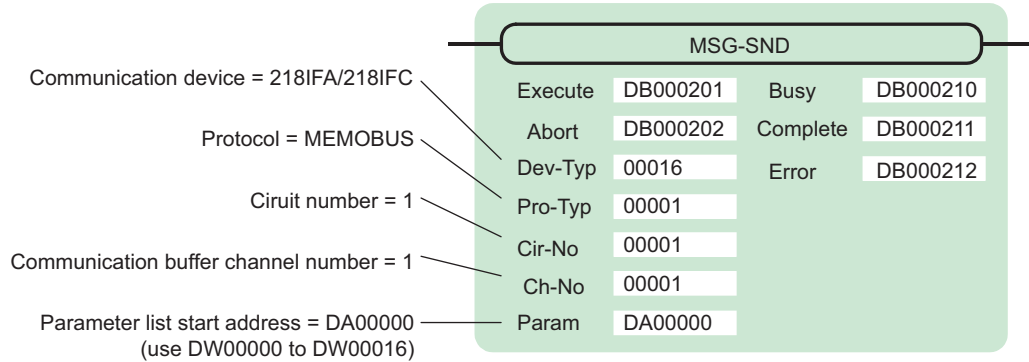 MSG-SND
Communication device = 218IFA/218IFC
Execute DB000201 Busy DB000210
Protocol = MEMOBUS
Abort DB000202 Complete DB000211
Dev-Typ 00016 Error DB000212
Ciruit number = 1
Pro-Typ 00001
Cir-No 00001
Communication buffer channel number = 1
Ch-No 00001
Parameter list start address = DA00000
(use DW00000 to DW00016)
Param DA00000